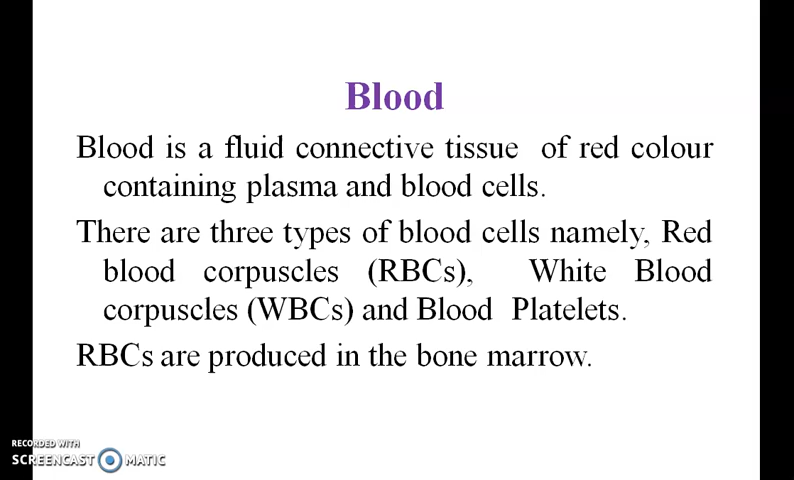 Blood
Blood is a fluid connective tissue of red colour
containing plasma and blood cells.
There are three types of blood cells namely, Red
blood corpuscles (RBCs), White Blood
corpuscles (WBCs) and Blood Platelets.
RBCs are produced in the bone marrow.
RECORDED WITH
SCREENCAST MATIC